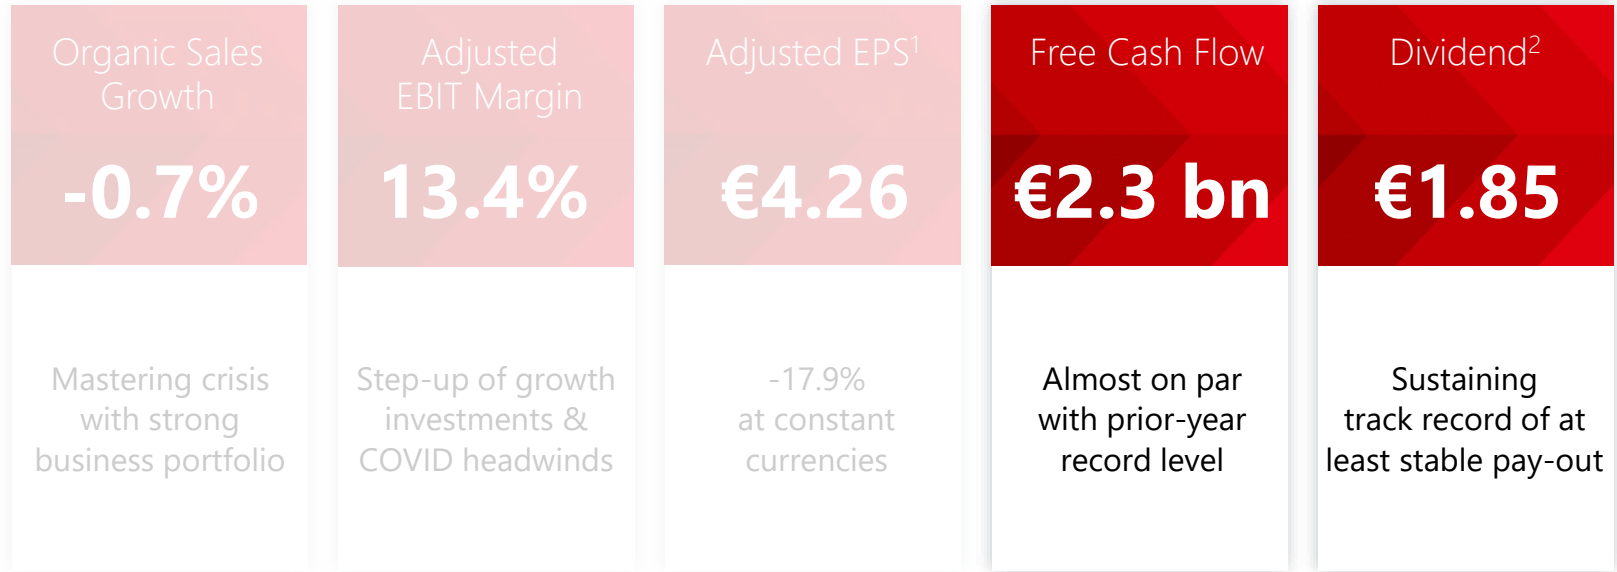 Organic Sales
Growth
-0.7%
Mastering crisis
with strong
business portfolio
Adjusted
EBIT Margin
13.4%
Step-up of growth
investments &
COVID headwinds
Adjusted EPS¹
€4.26
-17.9%
at constant
currencies
Free Cash Flow
€2.3 bn
Almost on par
with prior-year
record level
Dividend²
€1.85
Sustaining
track record of at
least stable pay-out